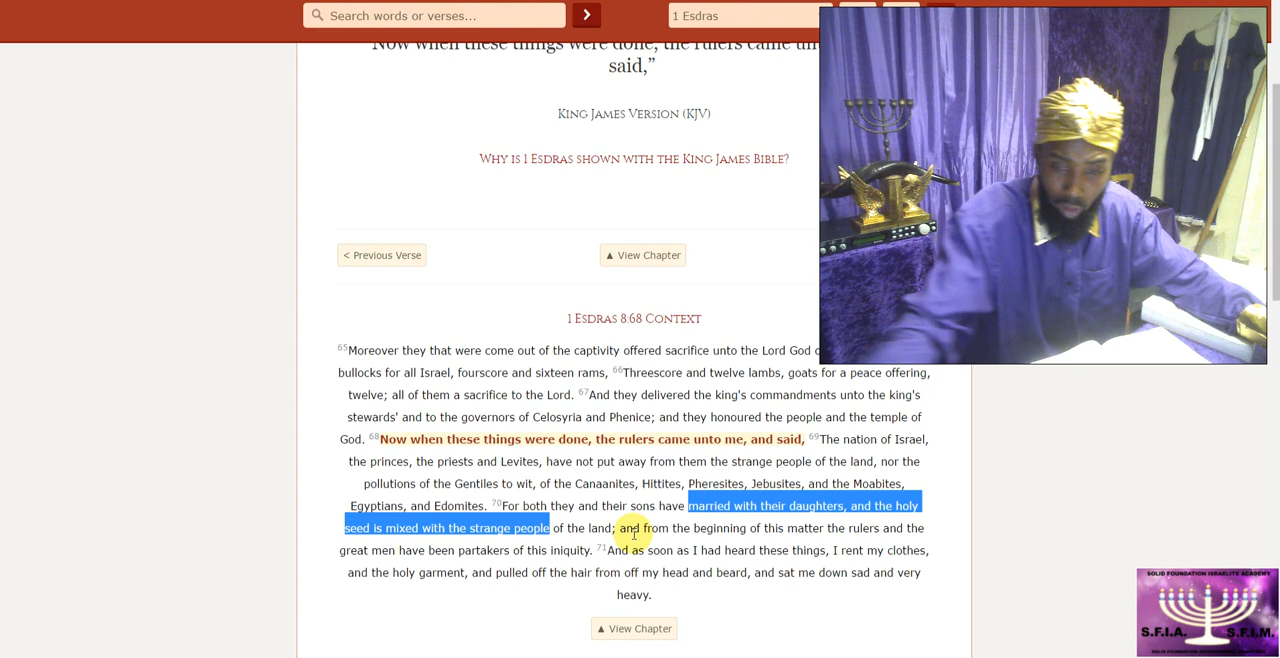 Search words or verses...
1 Esdras
"Now when these things were done, the rulers came
said,"
King James Version (KJV)
Why is 1 Esdras shown with the King James Bible?
< Previous Verse
▲ View Chapter
1 Esdras 8:68 Context
65Moreover they that were come out of the captivity offered sacrifice unto the Lord God
bullocks for all Israel, fourscore and sixteen rams, 66Threescore and twelve lambs, goats for a peace offering,
twelve; all of them a sacrifice to the Lord. 67And they delivered the king's commandments unto the king's
stewards' and to the governors of Celosyria and Phenice; and they honoured the people and the temple of
God. 68Now when these things were done, the rulers came unto me, and said, 69The nation of Israel,
the princes, the priests and Levites, have not put away from them the strange people of the land, nor the
pollutions of the Gentiles to wit, of the Canaanites, Hittites, Pheresites, Jebusites, and the Moabites,
Egyptians, and Edomites. 70For both they and their sons have married with their daughters, and the holy
seed is mixed with the strange people of the land; and from the beginning of this matter the rulers and the
great men have been partakers of this iniquity. 71And as soon as I had heard these things, I rent my clothes,
and the holy garment, and pulled off the hair from off my head and beard, and sat me down sad and very
heavy.
▲ View Chapter
SOLID FOUNDATION ISRAELITE ACADEMY
S.F.I.A. S.F.I.M.